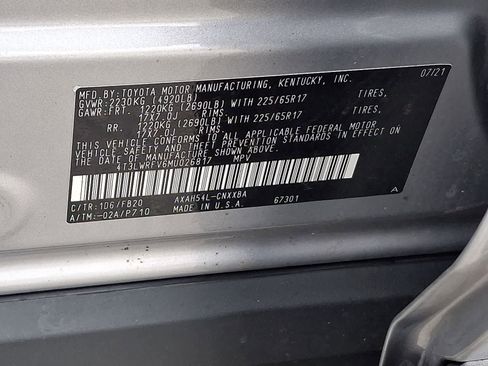 MFD.BY:TOYOTA MOTOR MANUFACTURING, KENTUCKY, INC. 07/21
GVWR:2230KG (4920LB)
GAWR:FRT. 1220KG (2690LB) WITH 225/65R17 TIRES,
17X7.0J RIMS.
RR. 1220KG (2690LB) WITH 225/65R17 TIRES,
17X7.0J RIMS.
THIS VEHICLE CONFORMS TO ALL APPLICABLE FEDERAL MOTOR
VEHICLE SAFETY AND THEFT PREVENTION STANDARDS IN EFFECT
ON THE DATE OF MANUFACTURE SHOWN ABOVE.
4T3LWRFV6MU026817 MPV
C/TR:1D6/FB20 AXAH54L-CNXXBA 67301 A
A/TM:-02A/P710 MADE IN U.S.A.